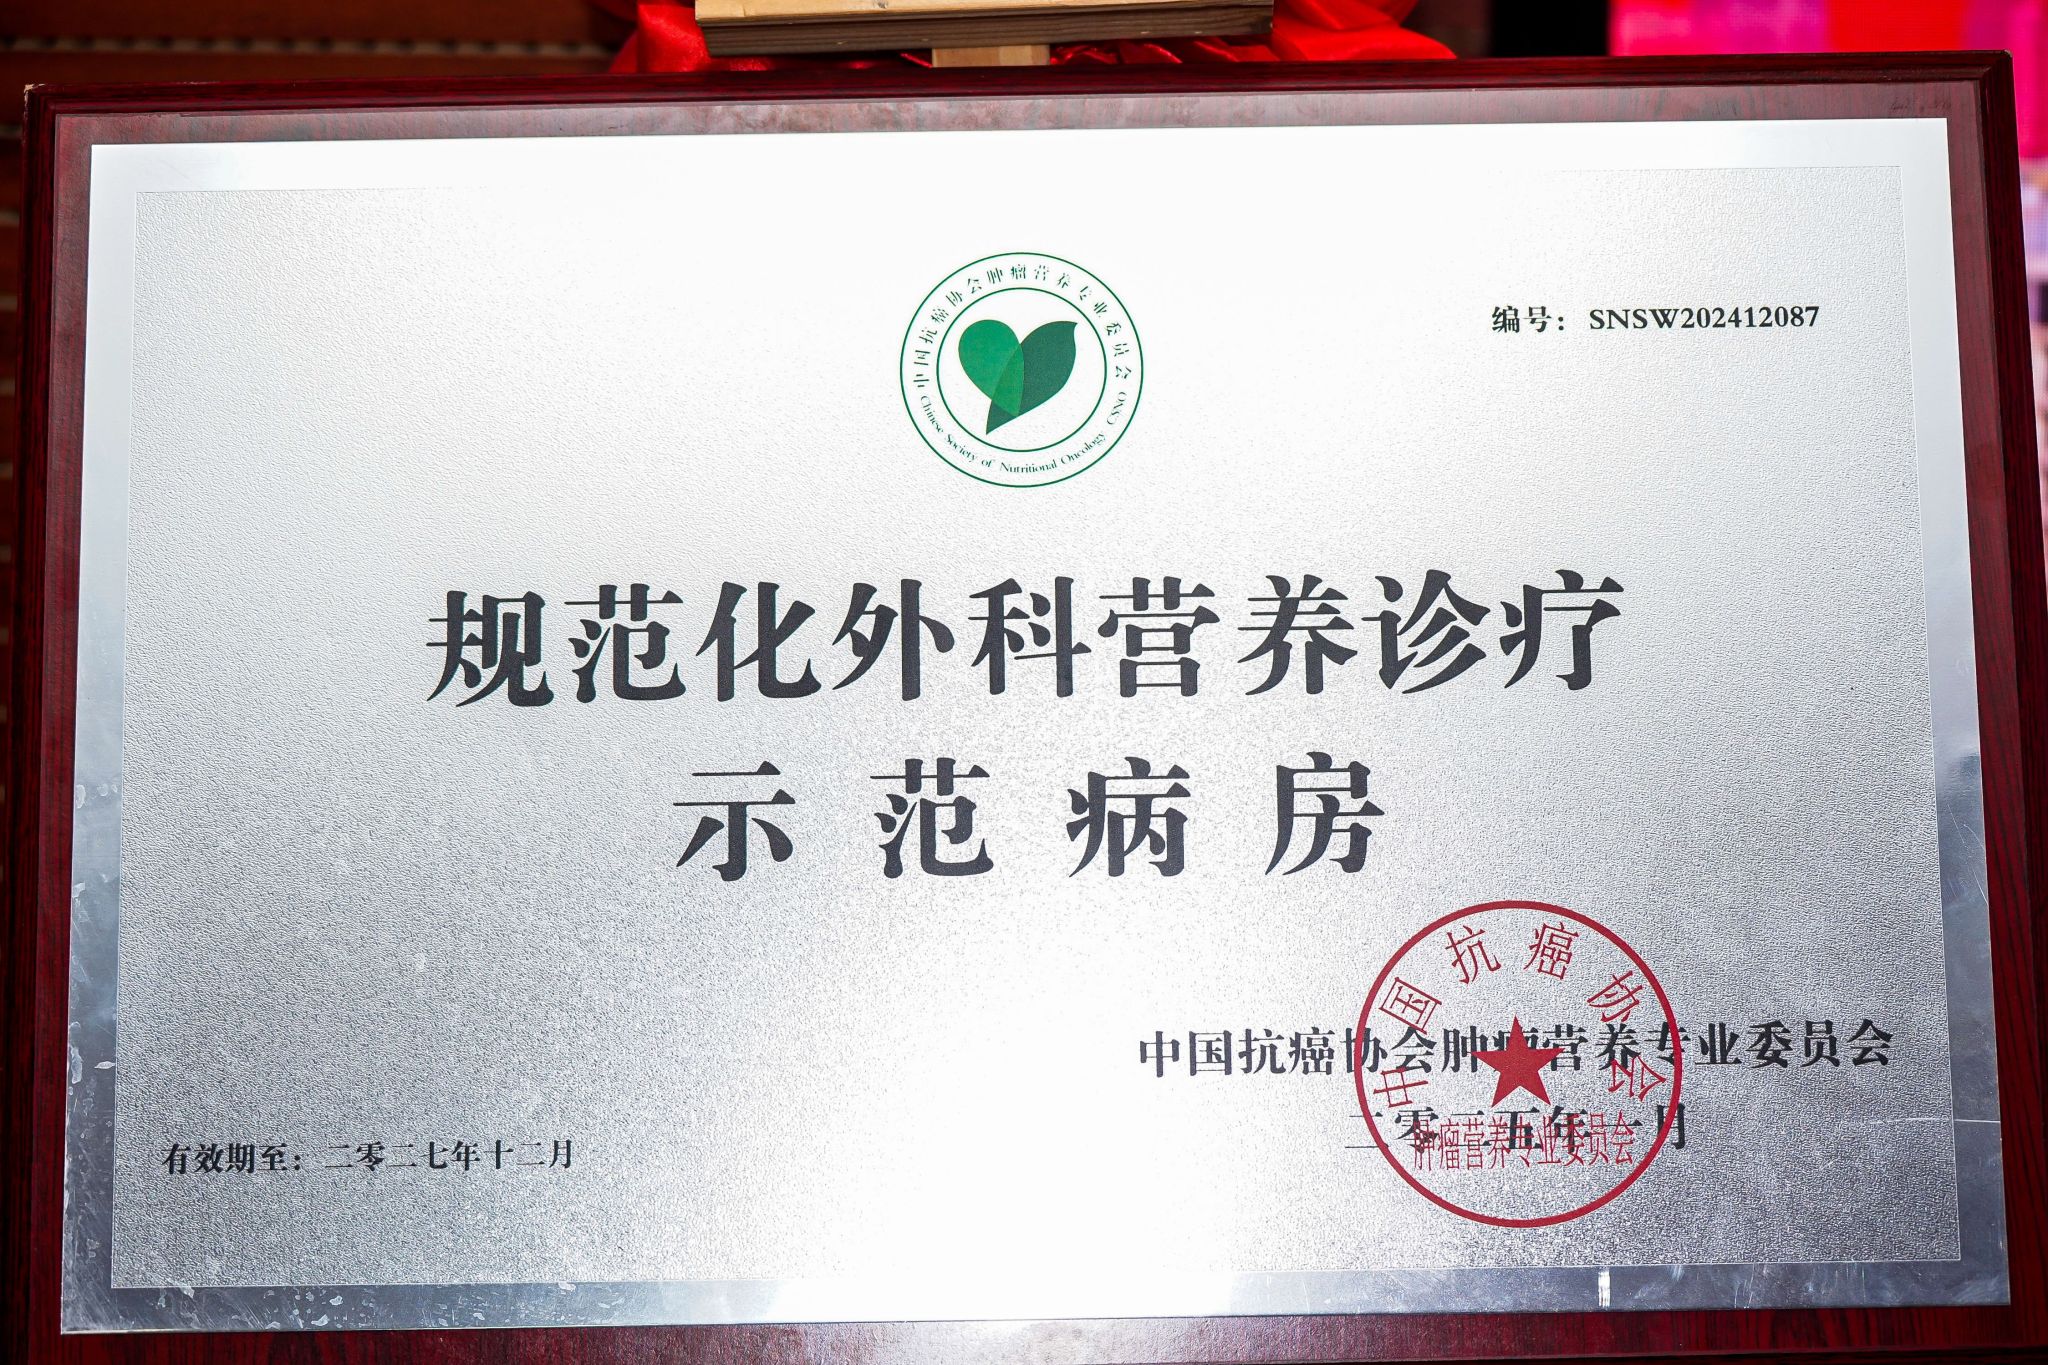 中国抗癌协会肿瘤营养专业委员会
Chinese Society of Nutritional Oncology CSNO
编号：SNSW202412087
规范化外科营养诊疗
示范病房
中国抗癌协会肿瘤营养专业委员会
二零二五年一月
中国抗癌协会
肿瘤营养专业委员会
有效期至：二零二七年十二月